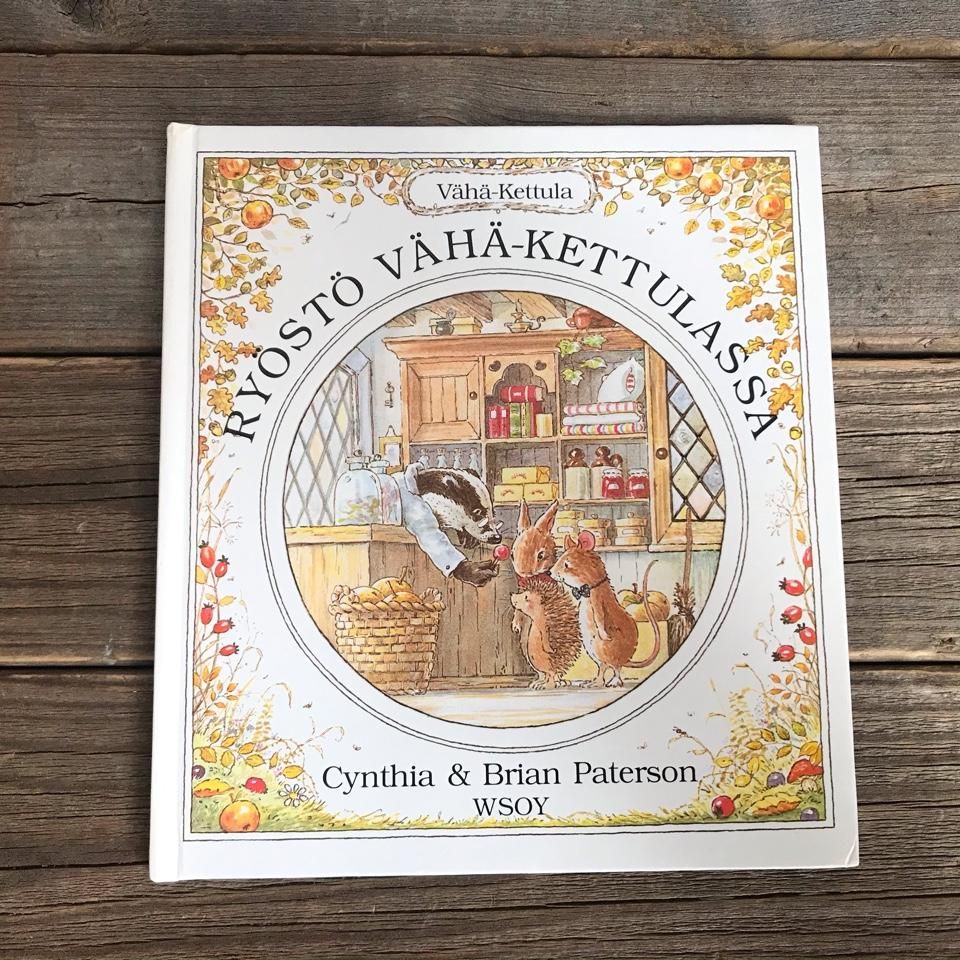 Vähä-Kettula
RYÖSTÖ VÄHÄ-KETTULASSA
Cynthia & Brian Paterson
WSOY